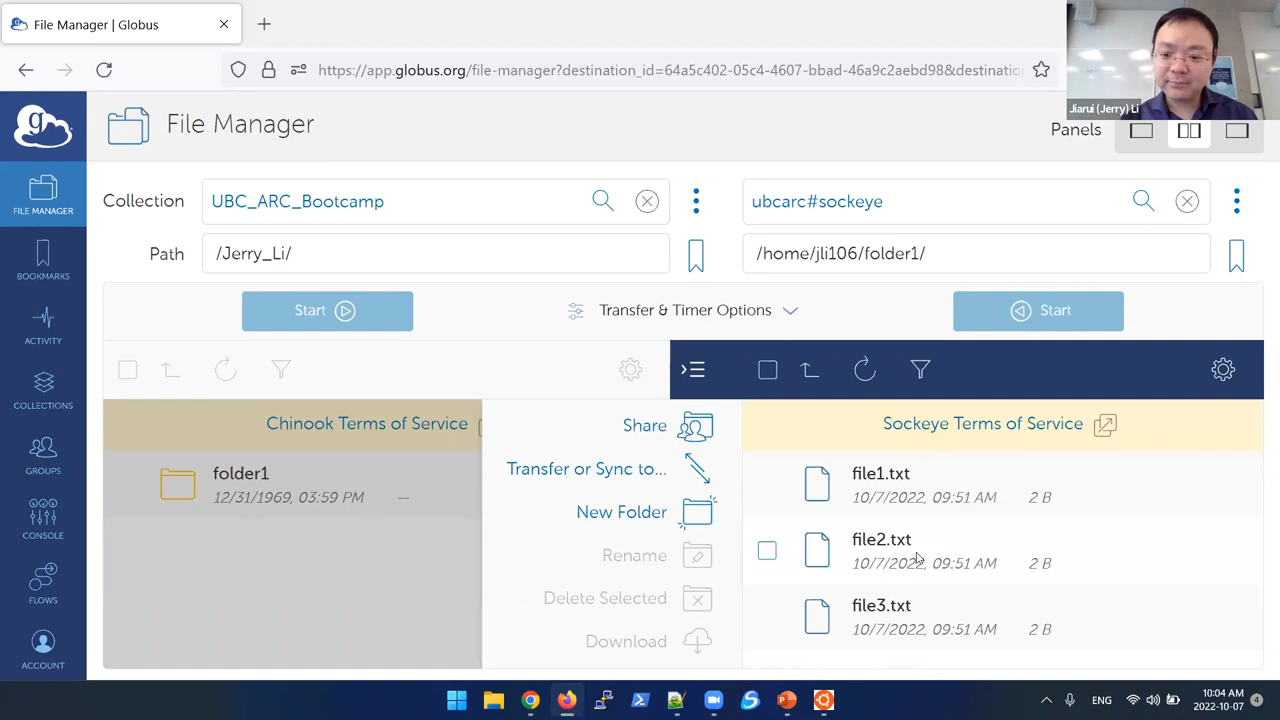 File Manager | Globus
https://app.globus.org/file-manager?destination_id=64a5c402-05c4-4607-bbad-46a9c2aebd98&destinatio
Jiarui (Jerry) Li
g
File Manager
Panels
FILE MANAGER
BOOKMARKS
ACTIVITY
COLLECTIONS
GROUPS
CONSOLE
FLOWS
ACCOUNT
Collection
UBC_ARC_Bootcamp
ubcarc#sockeye
Path
/Jerry_Li/
/home/jli106/folder1/
Start
Transfer & Timer Options
Start
Chinook Terms of Service
folder1
12/31/1969, 03:59 PM —
Share
Transfer or Sync to...
New Folder
Rename
Delete Selected
Download
Sockeye Terms of Service
file1.txt
10/7/2022, 09:51 AM 2 B
file2.txt
10/7/2022, 09:51 AM 2 B
file3.txt
10/7/2022, 09:51 AM 2 B
ENG
10:04 AM
2022-10-07
4